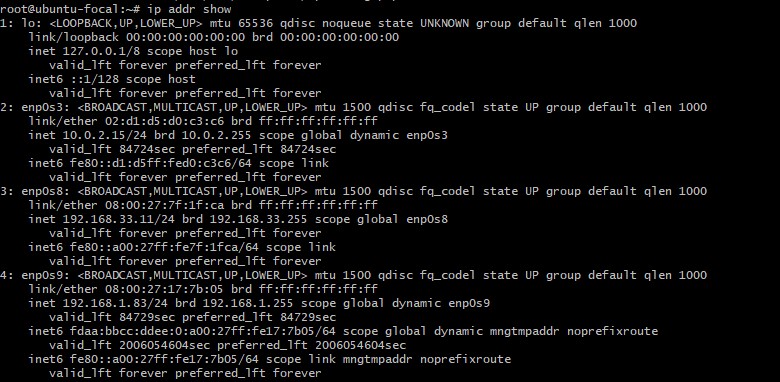 root@ubuntu-focal:~# ip addr show
1: lo: <LOOPBACK,UP,LOWER_UP> mtu 65536 qdisc noqueue state UNKNOWN group default qlen 1000
    link/loopback 00:00:00:00:00:00 brd 00:00:00:00:00:00
    inet 127.0.0.1/8 scope host lo
       valid_lft forever preferred_lft forever
    inet6 ::1/128 scope host
       valid_lft forever preferred_lft forever
2: enp0s3: <BROADCAST,MULTICAST,UP,LOWER_UP> mtu 1500 qdisc fq_codel state UP group default qlen 1000
    link/ether 02:d1:d5:d0:c3:c6 brd ff:ff:ff:ff:ff:ff
    inet 10.0.2.15/24 brd 10.0.2.255 scope global dynamic enp0s3
       valid_lft 84724sec preferred_lft 84724sec
    inet6 fe80::d1:d5ff:fed0:c3c6/64 scope link
       valid_lft forever preferred_lft forever
3: enp0s8: <BROADCAST,MULTICAST,UP,LOWER_UP> mtu 1500 qdisc fq_codel state UP group default qlen 1000
    link/ether 08:00:27:7f:1f:ca brd ff:ff:ff:ff:ff:ff
    inet 192.168.33.11/24 brd 192.168.33.255 scope global enp0s8
       valid_lft forever preferred_lft forever
    inet6 fe80::a00:27ff:fe7f:1fca/64 scope link
       valid_lft forever preferred_lft forever
4: enp0s9: <BROADCAST,MULTICAST,UP,LOWER_UP> mtu 1500 qdisc fq_codel state UP group default qlen 1000
    link/ether 08:00:27:17:7b:05 brd ff:ff:ff:ff:ff:ff
    inet 192.168.1.83/24 brd 192.168.1.255 scope global dynamic enp0s9
       valid_lft 84729sec preferred_lft 84729sec
    inet6 fdaa:bbcc:ddee:0:a00:27ff:fe17:7b05/64 scope global dynamic mngtmpaddr noprefixroute
       valid_lft 2006054604sec preferred_lft 2006054604sec
    inet6 fe80::a00:27ff:fe17:7b05/64 scope link mngtmpaddr noprefixroute
       valid_lft forever preferred_lft forever